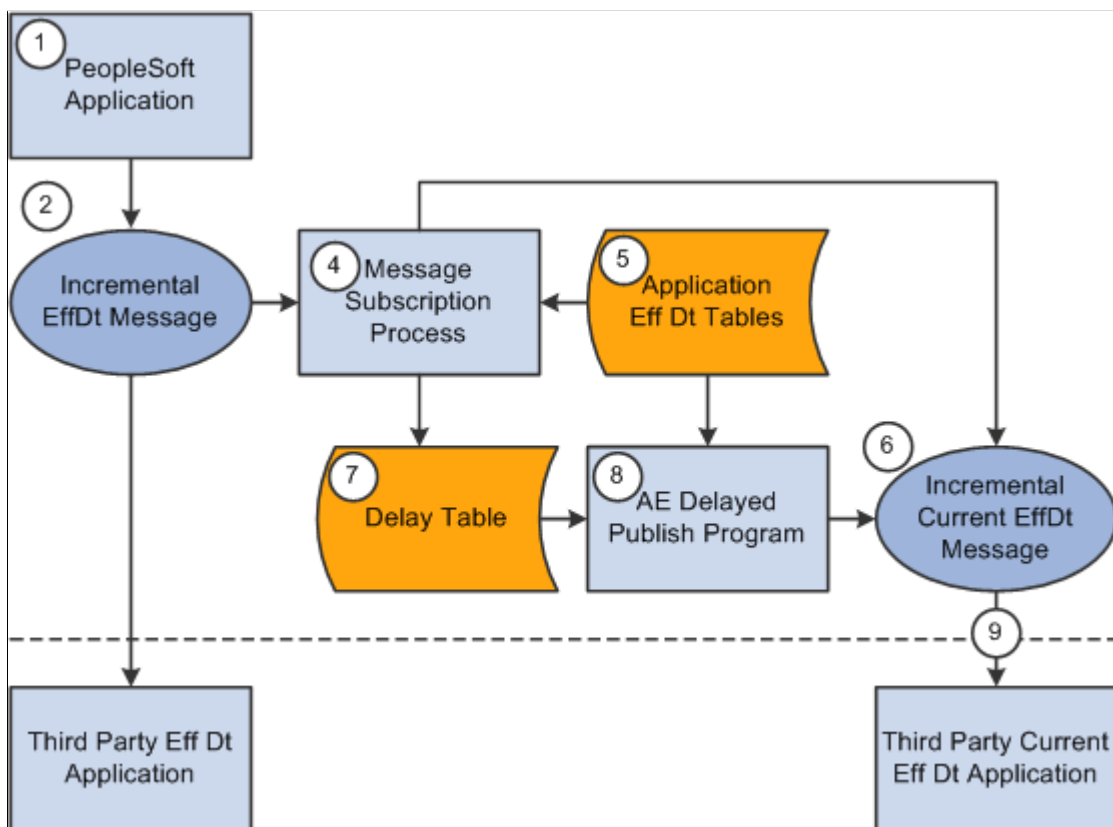 1
PeopleSoft
Application
2
Incremental
EffDt Message
4
Message
Subscription
Process
5
Application
Eff Dt Tables
7
Delay Table
8
AE Delayed
Publish Program
6
Incremental
Current EffDt
Message
9
Third Party Eff Dt
Application
Third Party Current
Eff Dt Application